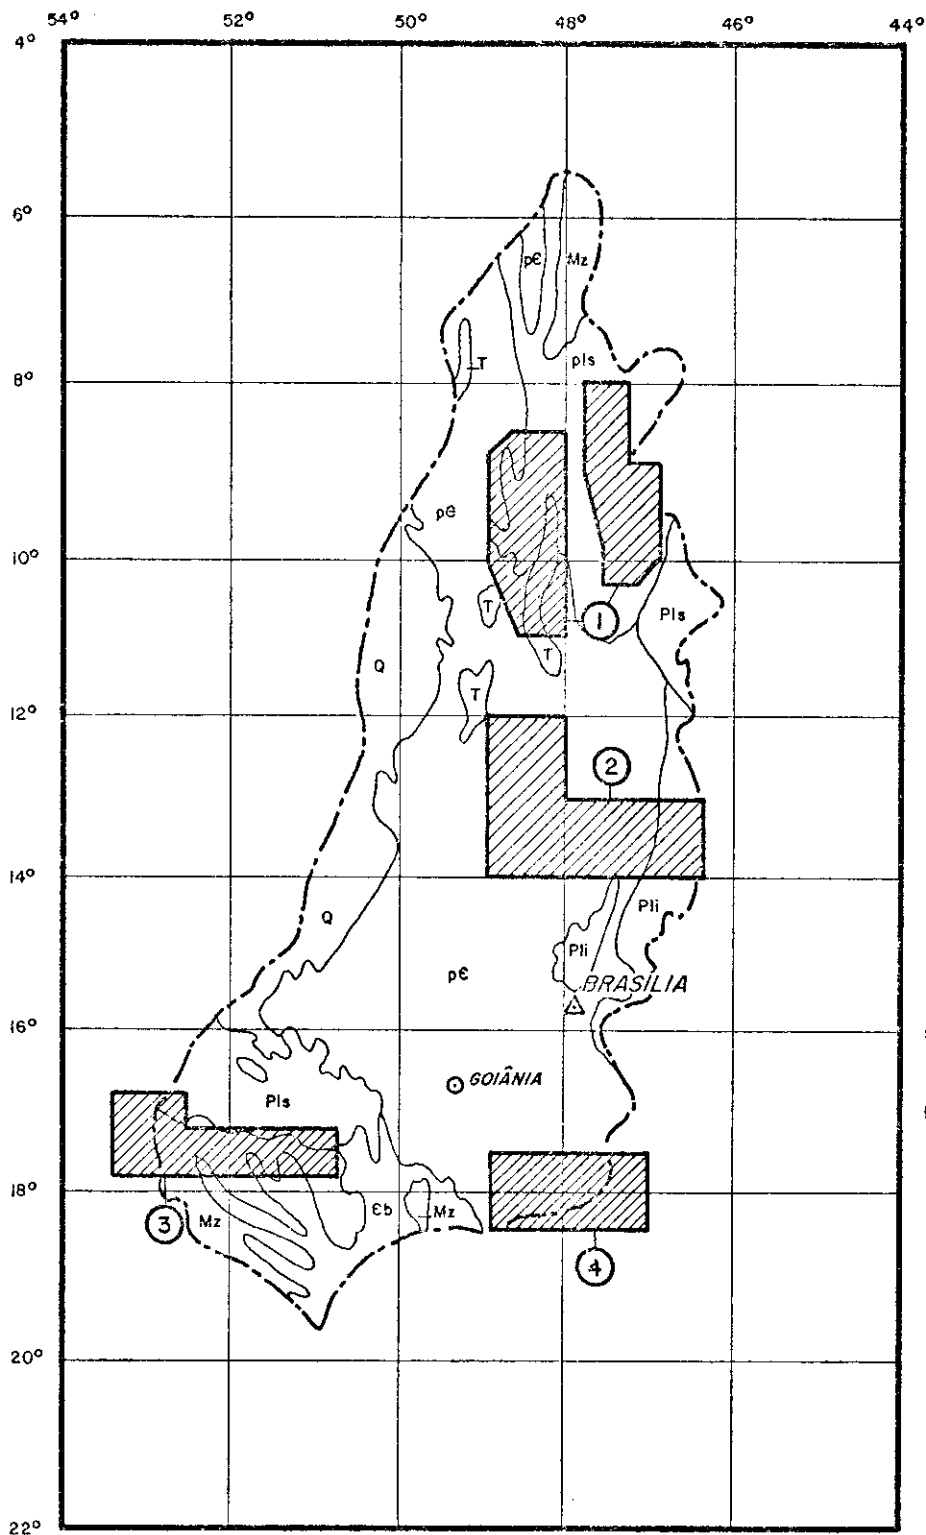 54° 52° 50° 48° 46° 44°
4°
6°
pЄ Mz
T pls
8°
pЄ
10°
T 1 Pls
T
Q T
12°
2
14°
Q Pli
Pli
pЄ BRASÍLIA
16°
GOIÂNIA
Pls
18°
3 Mz Єb Mz
4
20°
22°